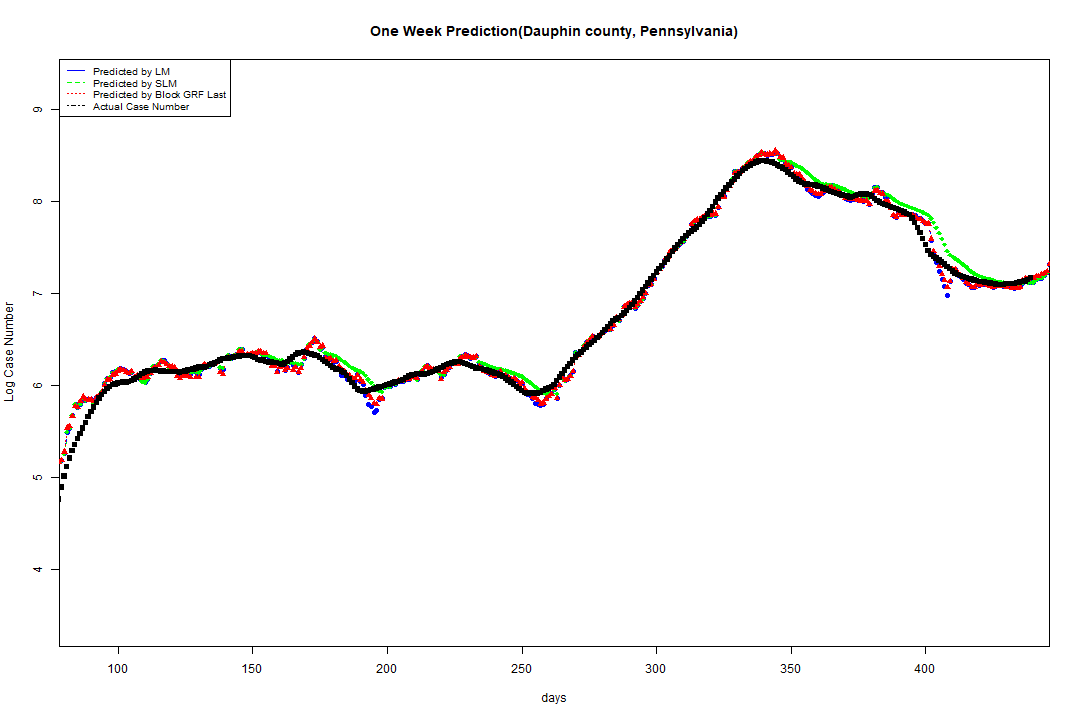 One Week Prediction(Dauphin county, Pennsylvania)
Predicted by LM
Predicted by SLM
Predicted by Block GRF Last
Actual Case Number
9
8
7
6
5
4
Log Case Number
100 150 200 250 300 350 400
days